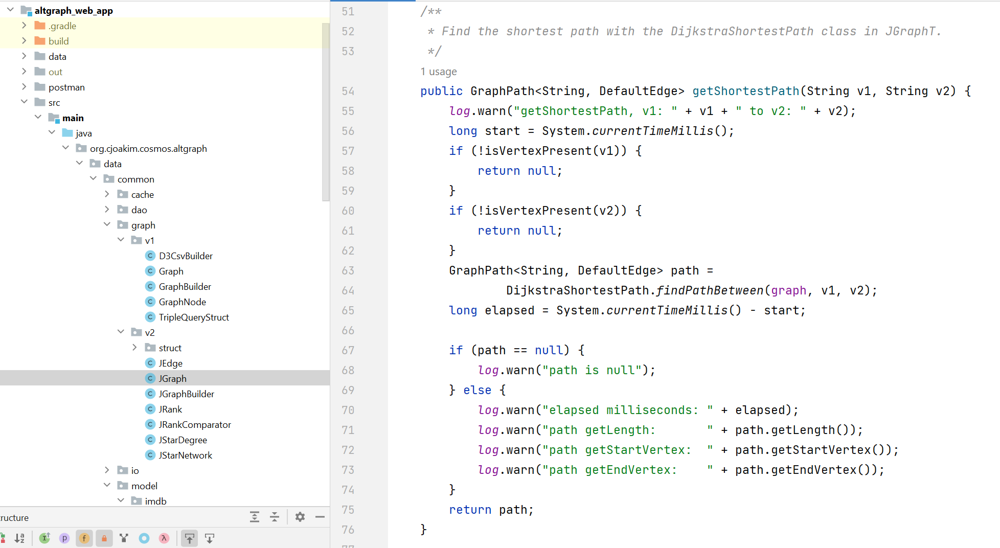 altgraph_web_app
.gradle
build
data
out
postman
src
main
java
org.cjoakim.cosmos.altgraph
data
common
cache
dao
graph
v1
D3CsvBuilder
Graph
GraphBuilder
GraphNode
TripleQueryStruct
v2
struct
JEdge
JGraph
JGraphBuilder
JRank
JRankComparator
JStarDegree
JStarNetwork
io
model
imdb
ructure
51 /**
52 * Find the shortest path with the DijkstraShortestPath class in JGraphT.
53 */
1 usage
54 public GraphPath<String, DefaultEdge> getShortestPath(String v1, String v2) {
55 log.warn("getShortestPath, v1: " + v1 + " to v2: " + v2);
56 long start = System.currentTimeMillis();
57 if (!isVertexPresent(v1)) {
58 return null;
59 }
60 if (!isVertexPresent(v2)) {
61 return null;
62 }
63 GraphPath<String, DefaultEdge> path =
64 DijkstraShortestPath.findPathBetween(graph, v1, v2);
65 long elapsed = System.currentTimeMillis() - start;
66
67 if (path == null) {
68 log.warn("path is null");
69 } else {
70 log.warn("elapsed milliseconds: " + elapsed);
71 log.warn("path getLength:       " + path.getLength());
72 log.warn("path getStartVertex:  " + path.getStartVertex());
73 log.warn("path getEndVertex:    " + path.getEndVertex());
74 }
75 return path;
76 }
77